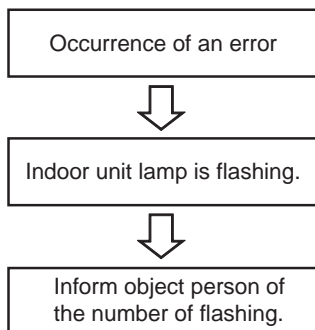 Occurrence of an error
Indoor unit lamp is flashing.
Inform object person of
the number of flashing.